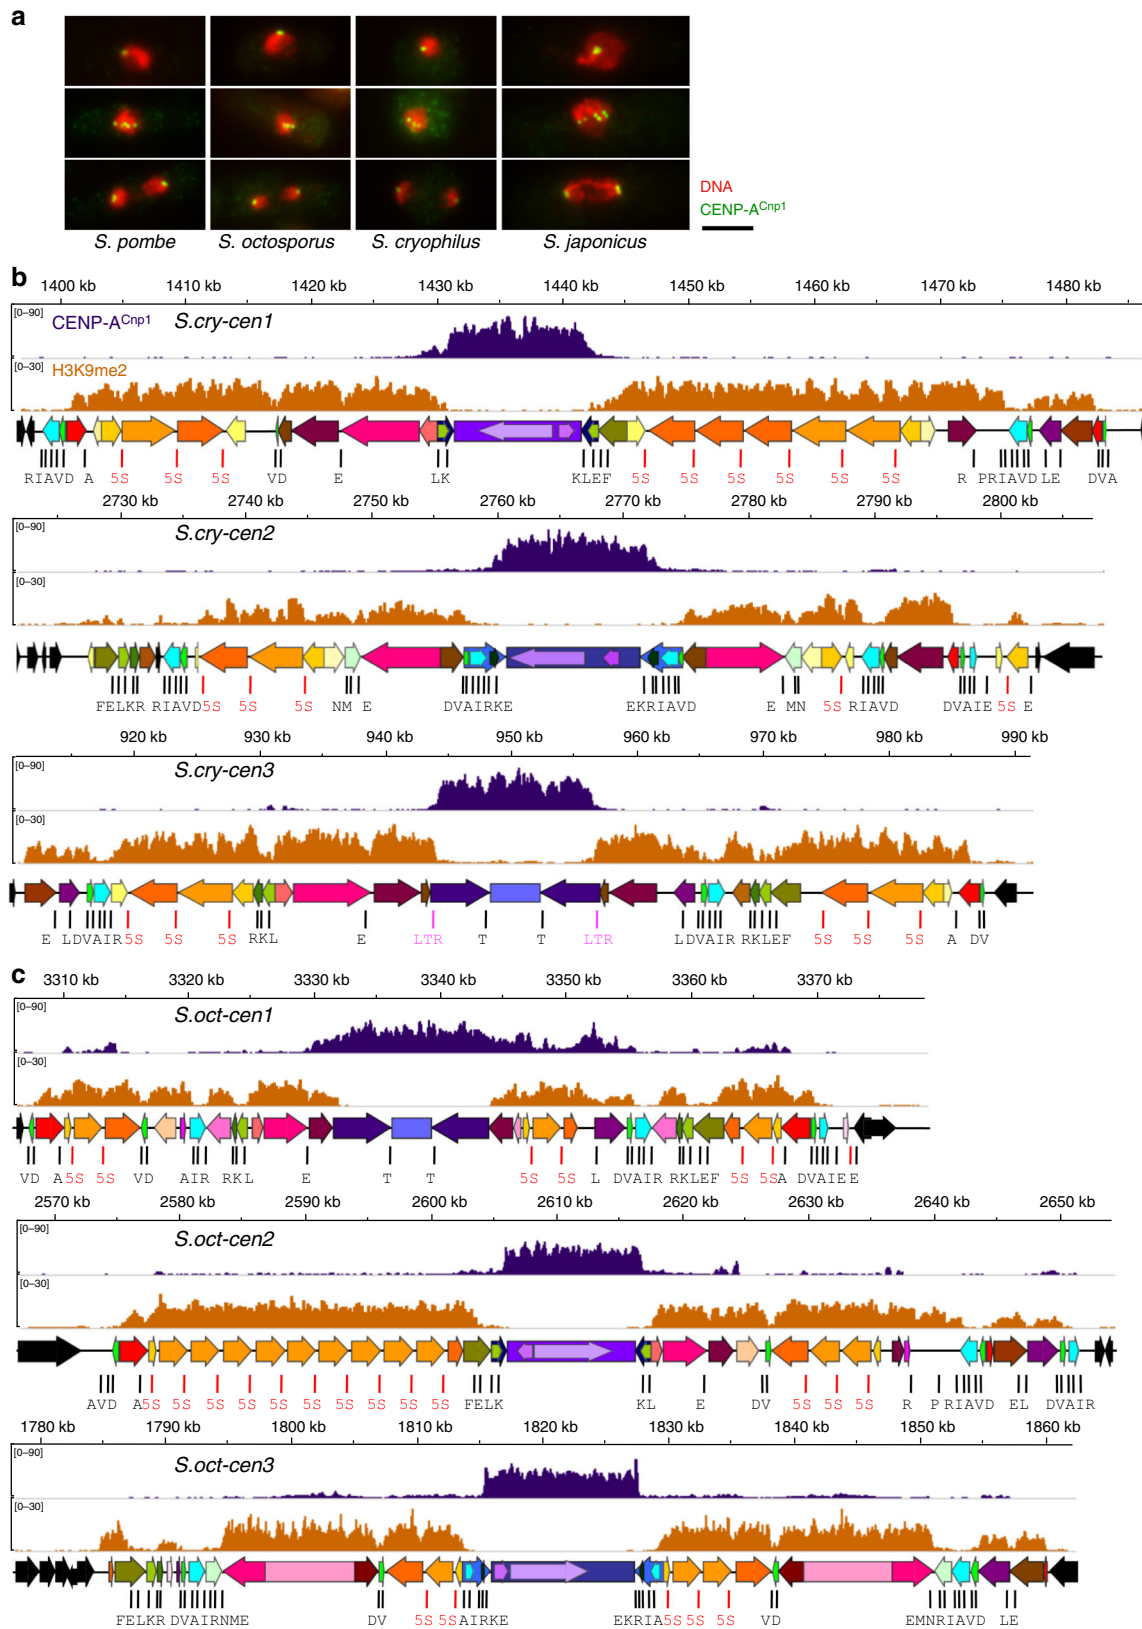 a
DNA
CENP-A^Cnp1
S. pombe S. octosporus S. cryophilus S. japonicus
b
1400 kb 1410 kb 1420 kb 1430 kb 1440 kb 1450 kb 1460 kb 1470 kb 1480 kb
[0–90] CENP-A^Cnp1 S.cry-cen1
[0–30] H3K9me2
RIAVD A 5S 5S 5S VD E LK KLEF 5S 5S 5S 5S 5S 5S R PRIAVD LE DVA
2730 kb 2740 kb 2750 kb 2760 kb 2770 kb 2780 kb 2790 kb 2800 kb
[0–90] S.cry-cen2
[0–30]
FELKR RIAVD 5S 5S 5S NM E DVAIRKE EKRIAVD E MN 5S RIAVD DVAIE 5S E
920 kb 930 kb 940 kb 950 kb 960 kb 970 kb 980 kb 990 kb
[0–90] S.cry-cen3
[0–30]
E LDVAIR 5S 5S 5S RKL E LTR T T LTR LDVAIR RKLEF 5S 5S 5S A DV
c
3310 kb 3320 kb 3330 kb 3340 kb 3350 kb 3360 kb 3370 kb
[0–90] S.oct-cen1
[0–30]
VD A 5S 5S VD AIR RKL E T T 5S 5S L DVAIR RKLEF 5S 5S A DVAIE E
2570 kb 2580 kb 2590 kb 2600 kb 2610 kb 2620 kb 2630 kb 2640 kb 2650 kb
[0–90] S.oct-cen2
[0–30]
AVD A 5S 5S 5S 5S 5S 5S 5S 5S 5S 5S FELK KL E DV 5S 5S 5S R P RIAVD EL DVAIR
1780 kb 1790 kb 1800 kb 1810 kb 1820 kb 1830 kb 1840 kb 1850 kb 1860 kb
[0–90] S.oct-cen3
[0–30]
FELKR DVAIRNME DV 5S 5S AIRKE EKRIA 5S 5S 5S VD EMNRIAVD LE